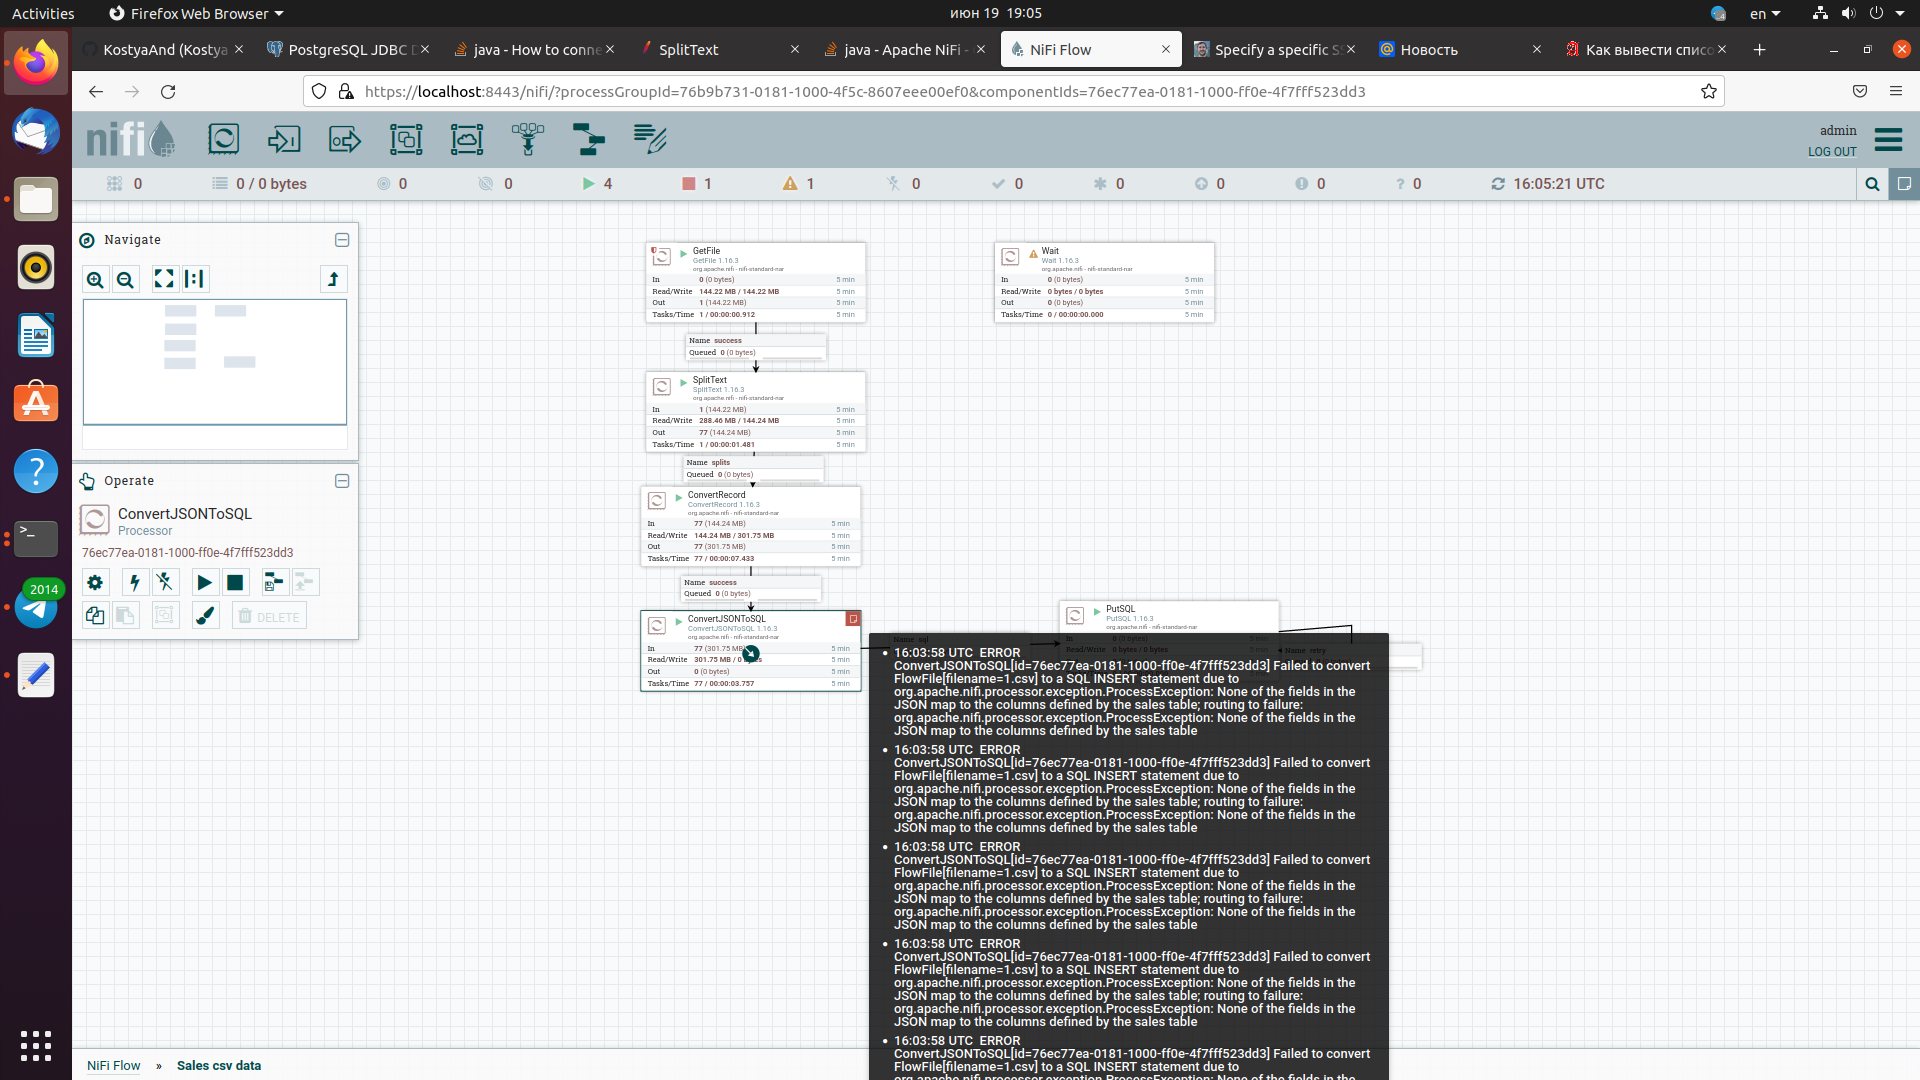 Activities
Firefox Web Browser
июн 19 19:05
en
KostyaAnd (Kostya
PostgreSQL JDBC D
java - How to conne
SplitText
java - Apache NiFi -
NiFi Flow
Specify a specific S
Новость
Как вывести списо
https://localhost:8443/nifi/?processGroupId=76b9b731-0181-1000-4f5c-8607eee00ef0&componentIds=76ec77ea-0181-1000-ff0e-4f7fff523dd3
nifi
admin
LOG OUT
0
0 / 0 bytes
0
0
4
1
1
0
0
0
0
0
? 0
16:05:21 UTC
Navigate
Operate
ConvertJSONToSQL
Processor
76ec77ea-0181-1000-ff0e-4f7fff523dd3
DELETE
2014
GetFile
GetFile 1.16.3
org.apache.nifi - nifi-standard-nar
In 0 (0 bytes) 5 min
Read/Write 144.22 MB / 144.22 MB 5 min
Out 1 (144.22 MB) 5 min
Tasks/Time 1 / 00:00:00.912 5 min
Name success
Queued 0 (0 bytes)
Wait
Wait 1.16.3
org.apache.nifi - nifi-standard-nar
In 0 (0 bytes) 5 min
Read/Write 0 bytes / 0 bytes 5 min
Out 0 (0 bytes) 5 min
Tasks/Time 0 / 00:00:00.000 5 min
SplitText
SplitText 1.16.3
org.apache.nifi - nifi-standard-nar
In 1 (144.22 MB) 5 min
Read/Write 288.46 MB / 144.24 MB 5 min
Out 77 (144.24 MB) 5 min
Tasks/Time 1 / 00:00:01.481 5 min
Name splits
Queued 0 (0 bytes)
ConvertRecord
ConvertRecord 1.16.3
org.apache.nifi - nifi-standard-nar
In 77 (144.24 MB) 5 min
Read/Write 144.24 MB / 301.75 MB 5 min
Out 77 (301.75 MB) 5 min
Tasks/Time 77 / 00:00:07.433 5 min
Name success
Queued 0 (0 bytes)
ConvertJSONToSQL
ConvertJSONToSQL 1.16.3
org.apache.nifi - nifi-standard-nar
In 77 (301.75 MB) 5 min
Read/Write 301.75 MB / 0 bytes 5 min
Out 0 (0 bytes) 5 min
Tasks/Time 77 / 00:00:03.757 5 min
Name sql
PutSQL
PutSQL 1.16.3
org.apache.nifi - nifi-standard-nar
In 0 (0 bytes) 5 min
Read/Write 0 bytes / 0 bytes 5 min
Name retry
16:03:58 UTC ERROR
ConvertJSONToSQL[id=76ec77ea-0181-1000-ff0e-4f7fff523dd3] Failed to convert
FlowFile[filename=1.csv] to a SQL INSERT statement due to
org.apache.nifi.processor.exception.ProcessException: None of the fields in the
JSON map to the columns defined by the sales table; routing to failure:
org.apache.nifi.processor.exception.ProcessException: None of the fields in the
JSON map to the columns defined by the sales table
16:03:58 UTC ERROR
ConvertJSONToSQL[id=76ec77ea-0181-1000-ff0e-4f7fff523dd3] Failed to convert
FlowFile[filename=1.csv] to a SQL INSERT statement due to
org.apache.nifi.processor.exception.ProcessException: None of the fields in the
JSON map to the columns defined by the sales table; routing to failure:
org.apache.nifi.processor.exception.ProcessException: None of the fields in the
JSON map to the columns defined by the sales table
16:03:58 UTC ERROR
ConvertJSONToSQL[id=76ec77ea-0181-1000-ff0e-4f7fff523dd3] Failed to convert
FlowFile[filename=1.csv] to a SQL INSERT statement due to
org.apache.nifi.processor.exception.ProcessException: None of the fields in the
JSON map to the columns defined by the sales table; routing to failure:
org.apache.nifi.processor.exception.ProcessException: None of the fields in the
JSON map to the columns defined by the sales table
16:03:58 UTC ERROR
ConvertJSONToSQL[id=76ec77ea-0181-1000-ff0e-4f7fff523dd3] Failed to convert
FlowFile[filename=1.csv] to a SQL INSERT statement due to
org.apache.nifi.processor.exception.ProcessException: None of the fields in the
JSON map to the columns defined by the sales table; routing to failure:
org.apache.nifi.processor.exception.ProcessException: None of the fields in the
JSON map to the columns defined by the sales table
16:03:58 UTC ERROR
ConvertJSONToSQL[id=76ec77ea-0181-1000-ff0e-4f7fff523dd3] Failed to convert
FlowFile[filename=1.csv] to a SQL INSERT statement due to
org.apache.nifi.processor.exception.ProcessException: None of the fields in the
NiFi Flow » Sales csv data